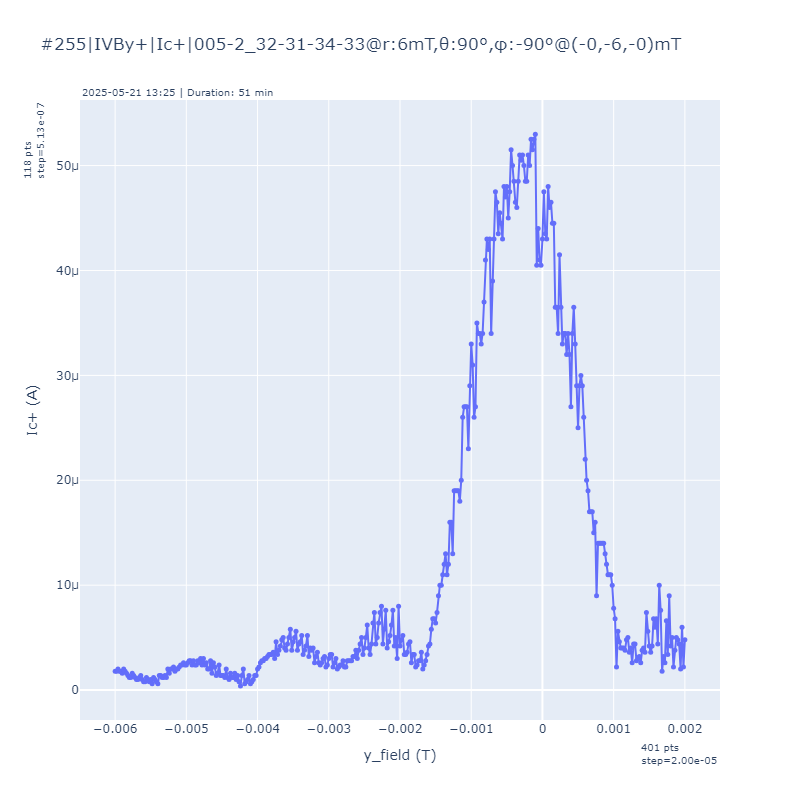 #255|IVBy+|Ic+|005-2_32-31-34-33@r:6mT,θ:90º,φ:-90º@(-0,-6,-0)mT
2025-05-21 13:25 | Duration: 51 min
118 pts
step=5.13e-07
50μ
40μ
30μ
20μ
10μ
0
Ic+ (A)
−0.006
−0.005
−0.004
−0.003
−0.002
−0.001
0
0.001
0.002
y_field (T)
401 pts
step=2.00e-05